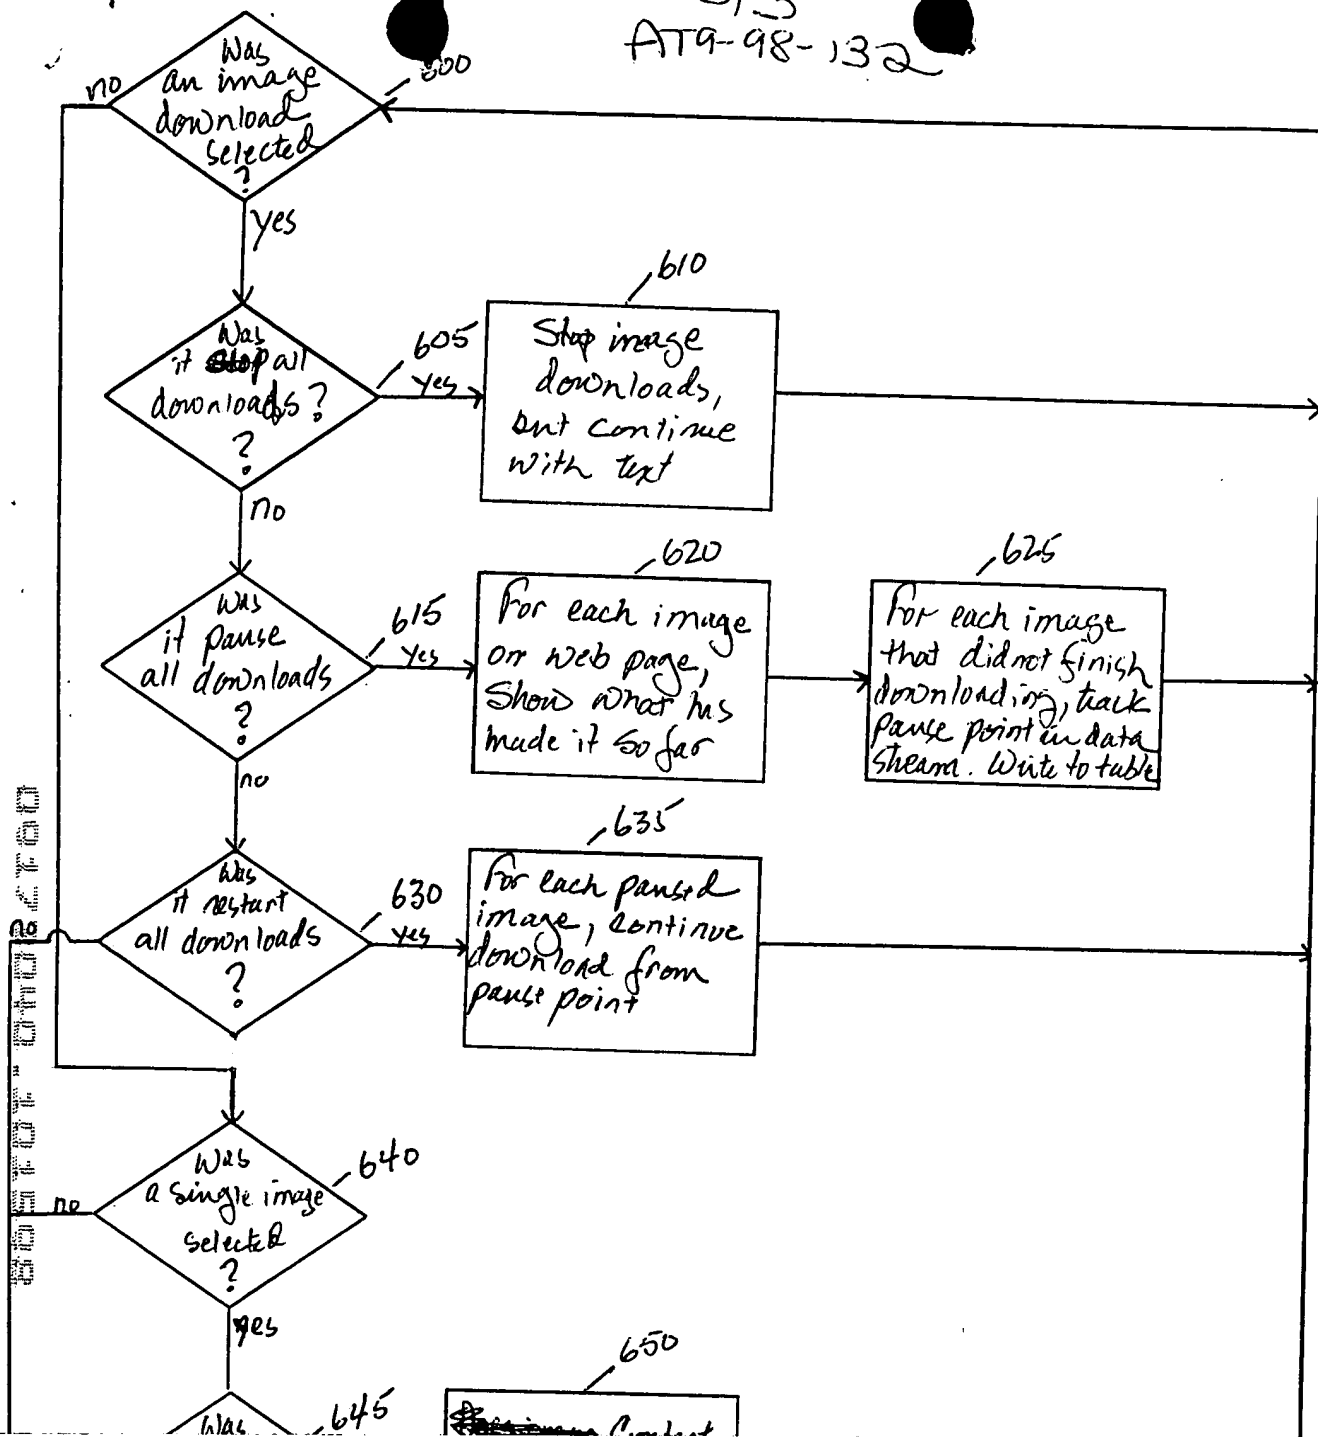 AT9-98-132
Was
an image
download
selected
?
600
no
yes
Was
it stop all
downloads?
?
605
yes
no
610
Stop image
downloads,
but continue
with text
Was
it pause
all downloads
?
615
yes
no
620
For each image
on web page,
Show what has
made it so far
625
For each image
that did not finish
downloading, track
pause point in data
stream. Write to table
Was
it restart
all downloads
?
630
yes
no
635
For each paused
image, continue
download from
pause point
Was
a single image
selected
?
640
no
yes
Was
645
650
Contact